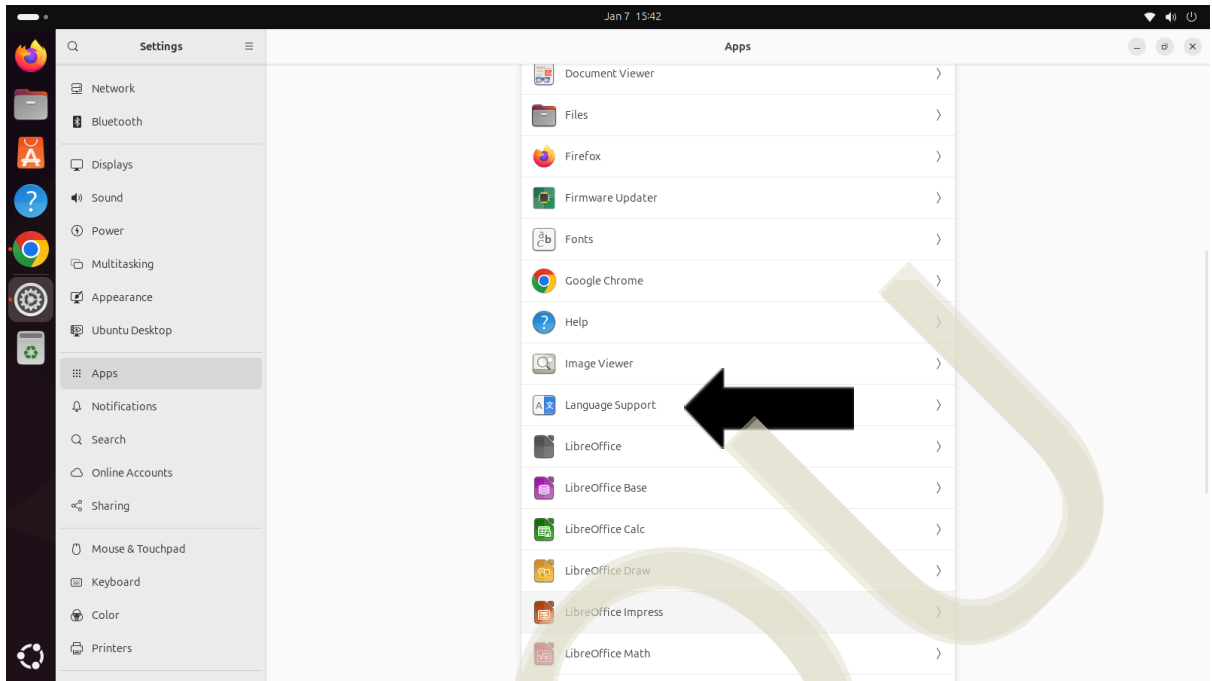 Jan 7 15:42
Settings
Apps
Network
Bluetooth
Displays
Sound
Power
Multitasking
Appearance
Ubuntu Desktop
Apps
Notifications
Search
Online Accounts
Sharing
Mouse & Touchpad
Keyboard
Color
Printers
Document Viewer
Files
Firefox
Firmware Updater
Fonts
Google Chrome
Help
Image Viewer
Language Support
LibreOffice
LibreOffice Base
LibreOffice Calc
LibreOffice Draw
LibreOffice Impress
LibreOffice Math